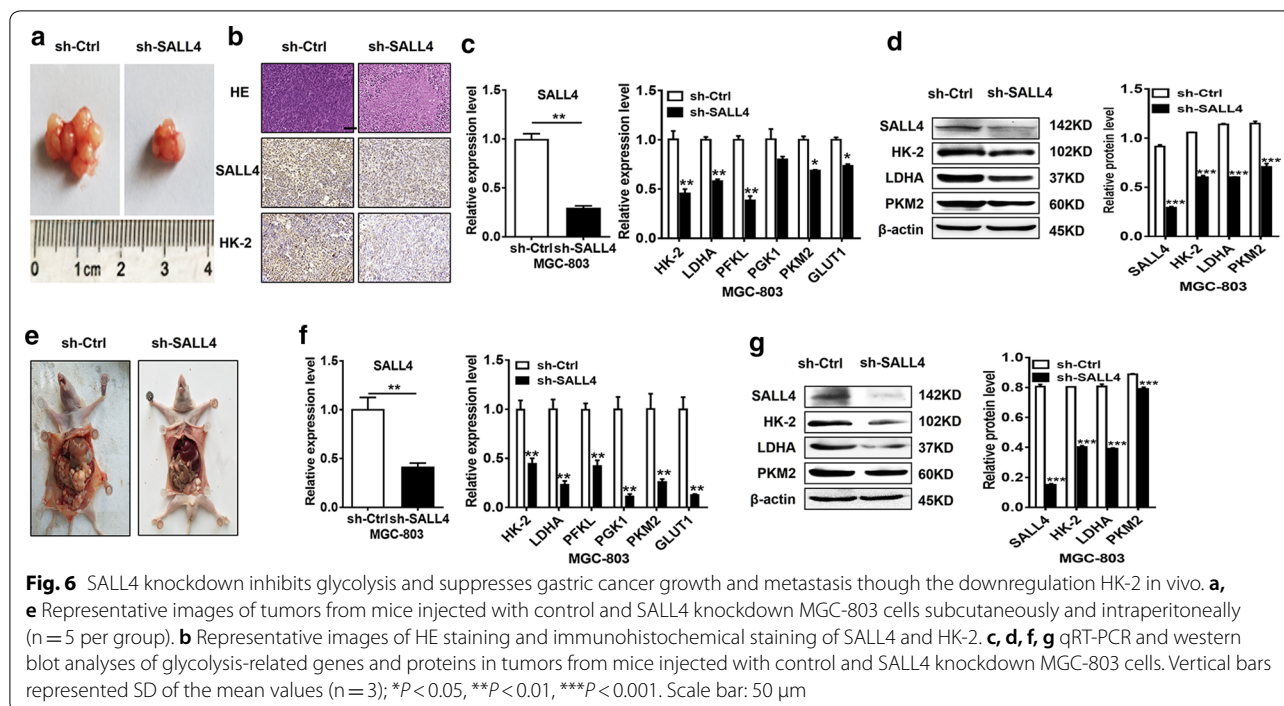 a
sh-Ctrl sh-SALL4
0 1cm 2 3 4
b
sh-Ctrl sh-SALL4
HE
SALL4
HK-2
c
Relative expression level
1.5
1.0
0.5
0.0
SALL4
**
sh-Ctrl sh-SALL4
MGC-803
Relative expression level
1.5
1.0
0.5
0.0
sh-Ctrl
sh-SALL4
** ** ** * *
HK-2 LDHA PFKL PGK1 PKM2 GLUT1
MGC-803
d
sh-Ctrl sh-SALL4
SALL4 142KD
HK-2 102KD
LDHA 37KD
PKM2 60KD
β-actin 45KD
Relative protein level
1.5
1.0
0.5
0.0
sh-Ctrl
sh-SALL4
*** *** *** ***
SALL4 HK-2 LDHA PKM2
MGC-803
e
sh-Ctrl sh-SALL4
f
Relative expression level
1.5
1.0
0.5
0.0
SALL4
**
sh-Ctrl sh-SALL4
MGC-803
Relative expression level
1.5
1.0
0.5
0.0
sh-Ctrl
sh-SALL4
** ** ** ** ** **
HK-2 LDHA PFKL PGK1 PKM2 GLUT1
MGC-803
g
sh-Ctrl sh-SALL4
SALL4 142KD
HK-2 102KD
LDHA 37KD
PKM2 60KD
β-actin 45KD
Relative protein level
1.0
0.8
0.6
0.4
0.2
0.0
sh-Ctrl
sh-SALL4
*** *** *** ***
SALL4 HK-2 LDHA PKM2
MGC-803
Fig. 6 SALL4 knockdown inhibits glycolysis and suppresses gastric cancer growth and metastasis though the downregulation HK-2 in vivo. a,
e Representative images of tumors from mice injected with control and SALL4 knockdown MGC-803 cells subcutaneously and intraperitoneally
(n = 5 per group). b Representative images of HE staining and immunohistochemical staining of SALL4 and HK-2. c, d, f, g qRT-PCR and western
blot analyses of glycolysis-related genes and proteins in tumors from mice injected with control and SALL4 knockdown MGC-803 cells. Vertical bars
represented SD of the mean values (n = 3); *P < 0.05, **P < 0.01, ***P < 0.001. Scale bar: 50 μm